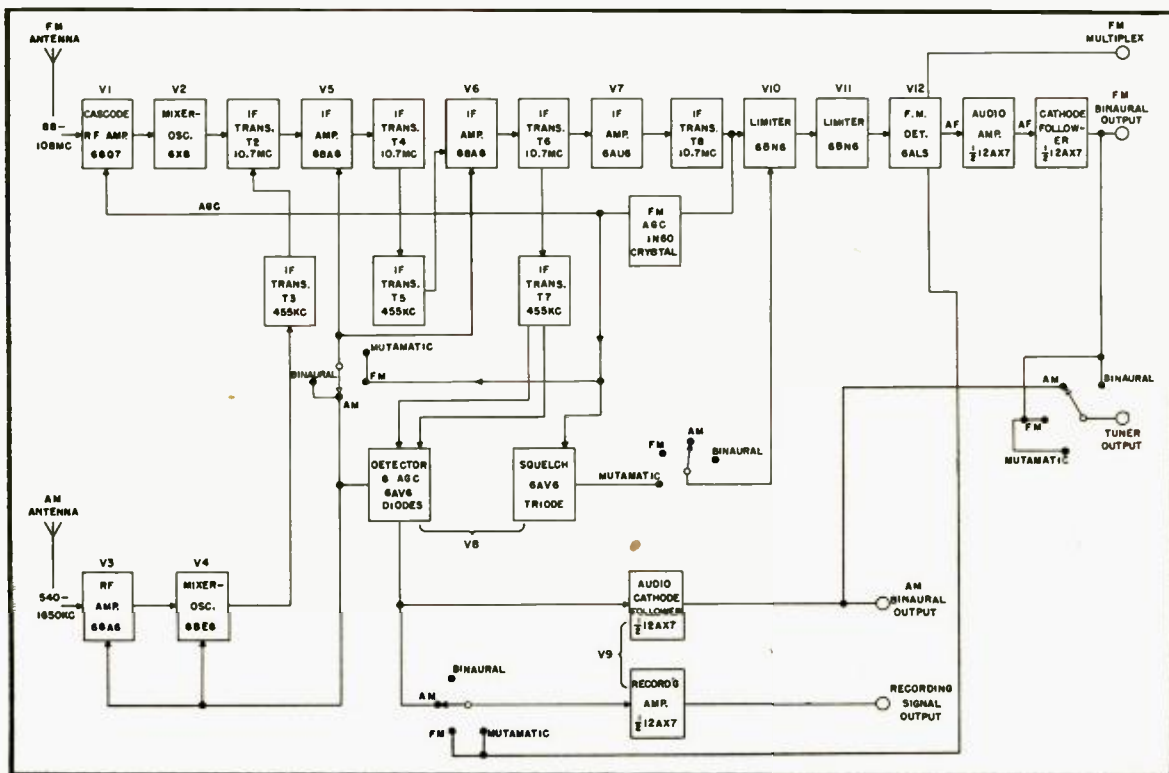 FM
ANTENNA
88-
108MC
V1
CASCODE
RF AMP.
6BQ7
V2
MIXER-
OSC.
6X8
IF
TRANS.
T2
10.7MC
V5
IF
AMP.
6BA6
IF
TRANS.
T4
10.7MC
V6
IF
AMP.
6BA6
IF
TRANS.
T6
10.7MC
V7
IF
AMP.
6AU6
IF
TRANS.
T8
10.7MC
V10
LIMITER
6BN6
V11
LIMITER
6BN6
V12
F.M.
DET.
6AL5
AF
AUDIO
AMP.
½ 12AX7
AF
CATHODE
FOLLOW-
ER
½ 12AX7
FM
MULTIPLEX
FM
BINAURAL
OUTPUT
AGC
FM
AGC
1N60
CRYSTAL
IF
TRANS.
T3
455KC
IF
TRANS.
T5
455KC
IF
TRANS.
T7
455KC
MUTAMATIC
BINAURAL
FM
AM
AM
BINAURAL
FM
MUTAMATIC
TUNER
OUTPUT
DETECTOR
& AGC
6AV6
DIODES
SQUELCH
6AV6
TRIODE
V8
FM
AM
BINAURAL
MUTAMATIC
AM
ANTENNA
540-
1650KC
V3
RF
AMP.
6BA6
V4
MIXER-
OSC.
6BE6
AUDIO
CATHODE
FOLLOWER
½ 12AX7
AM
BINAURAL
OUTPUT
V9
BINAURAL
AM
FM
MUTAMATIC
RECORD'G
AMP.
½ 12AX7
RECORDING
SIGNAL
OUTPUT